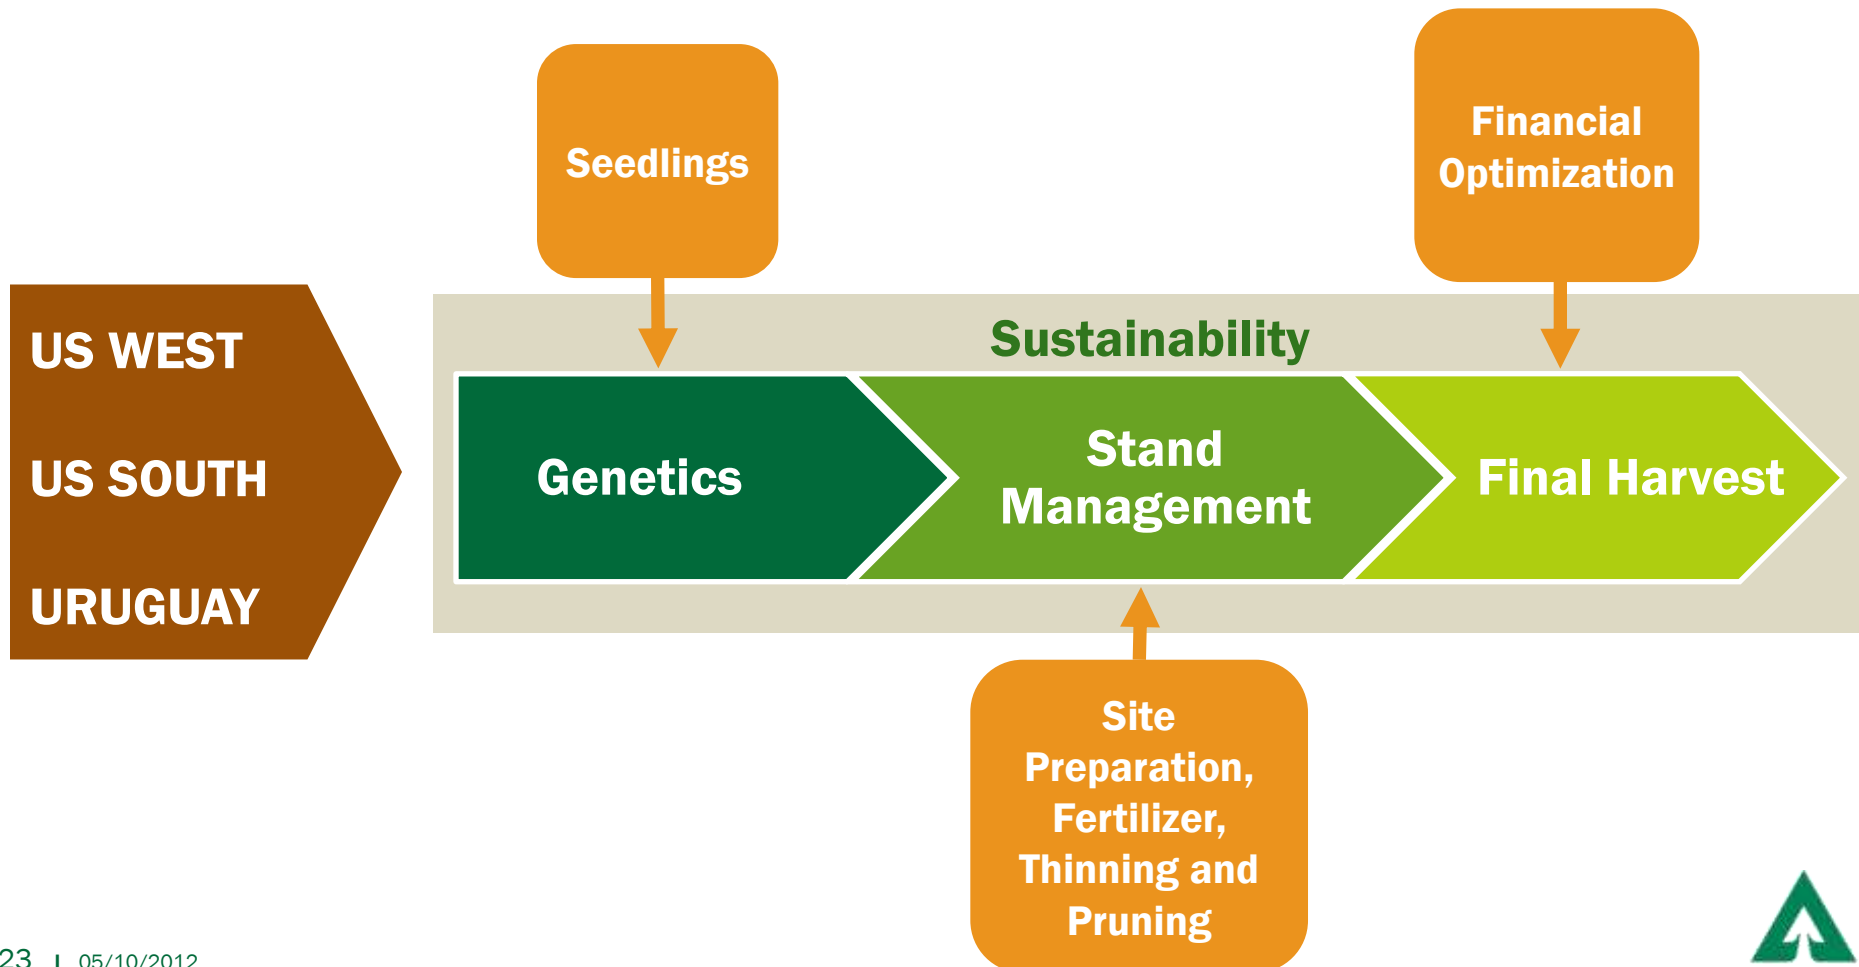 Seedlings
Financial
Optimization
US WEST
US SOUTH
URUGUAY
Sustainability
Genetics
Stand
Management
Final Harvest
Site
Preparation,
Fertilizer,
Thinning and
Pruning
23 | 05/10/2012